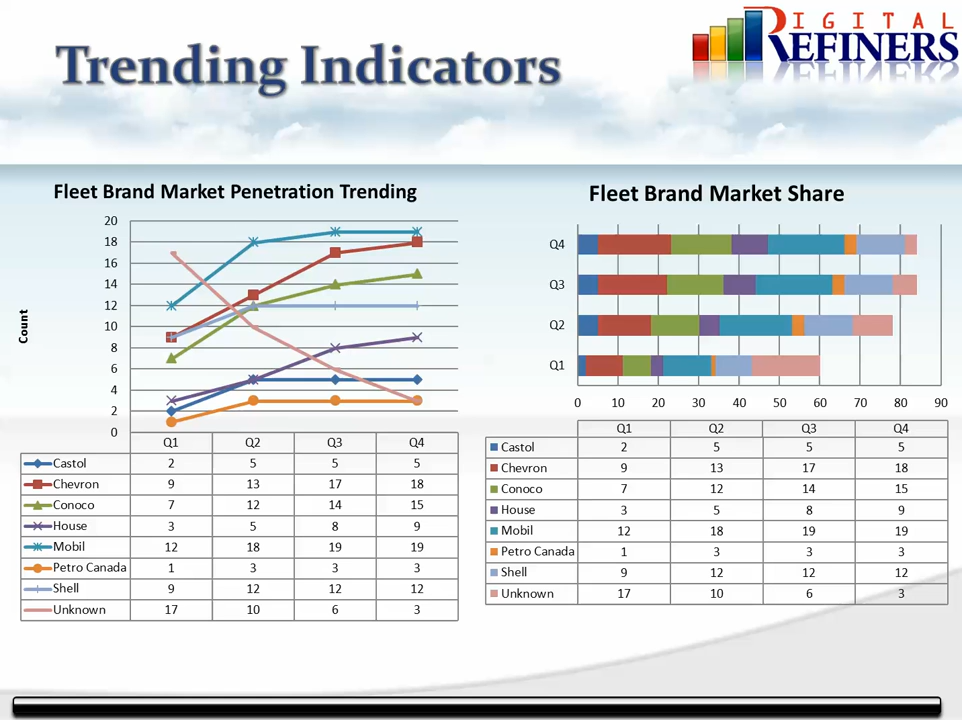 Trending Indicators
DIGITAL
REFINERS
Fleet Brand Market Penetration Trending
Count
20
18
16
14
12
10
8
6
4
2
0
Q1 Q2 Q3 Q4
Castol 2 5 5 5
Chevron 9 13 17 18
Conoco 7 12 14 15
House 3 5 8 9
Mobil 12 18 19 19
Petro Canada 1 3 3 3
Shell 9 12 12 12
Unknown 17 10 6 3
Fleet Brand Market Share
Q4
Q3
Q2
Q1
0 10 20 30 40 50 60 70 80 90
Q1 Q2 Q3 Q4
Castol 2 5 5 5
Chevron 9 13 17 18
Conoco 7 12 14 15
House 3 5 8 9
Mobil 12 18 19 19
Petro Canada 1 3 3 3
Shell 9 12 12 12
Unknown 17 10 6 3